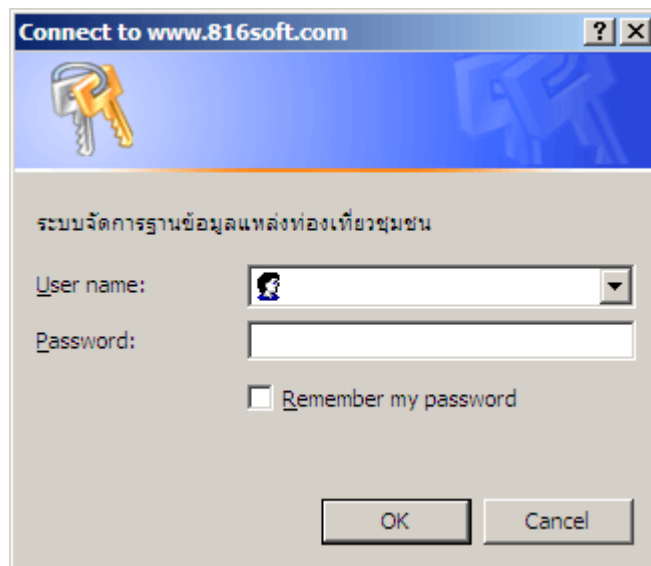 Connect to www.816soft.com
ระบบจัดการฐานข้อมูลแหล่งท่องเที่ยวชุมชน
User name:
Password:
Remember my password
OK Cancel